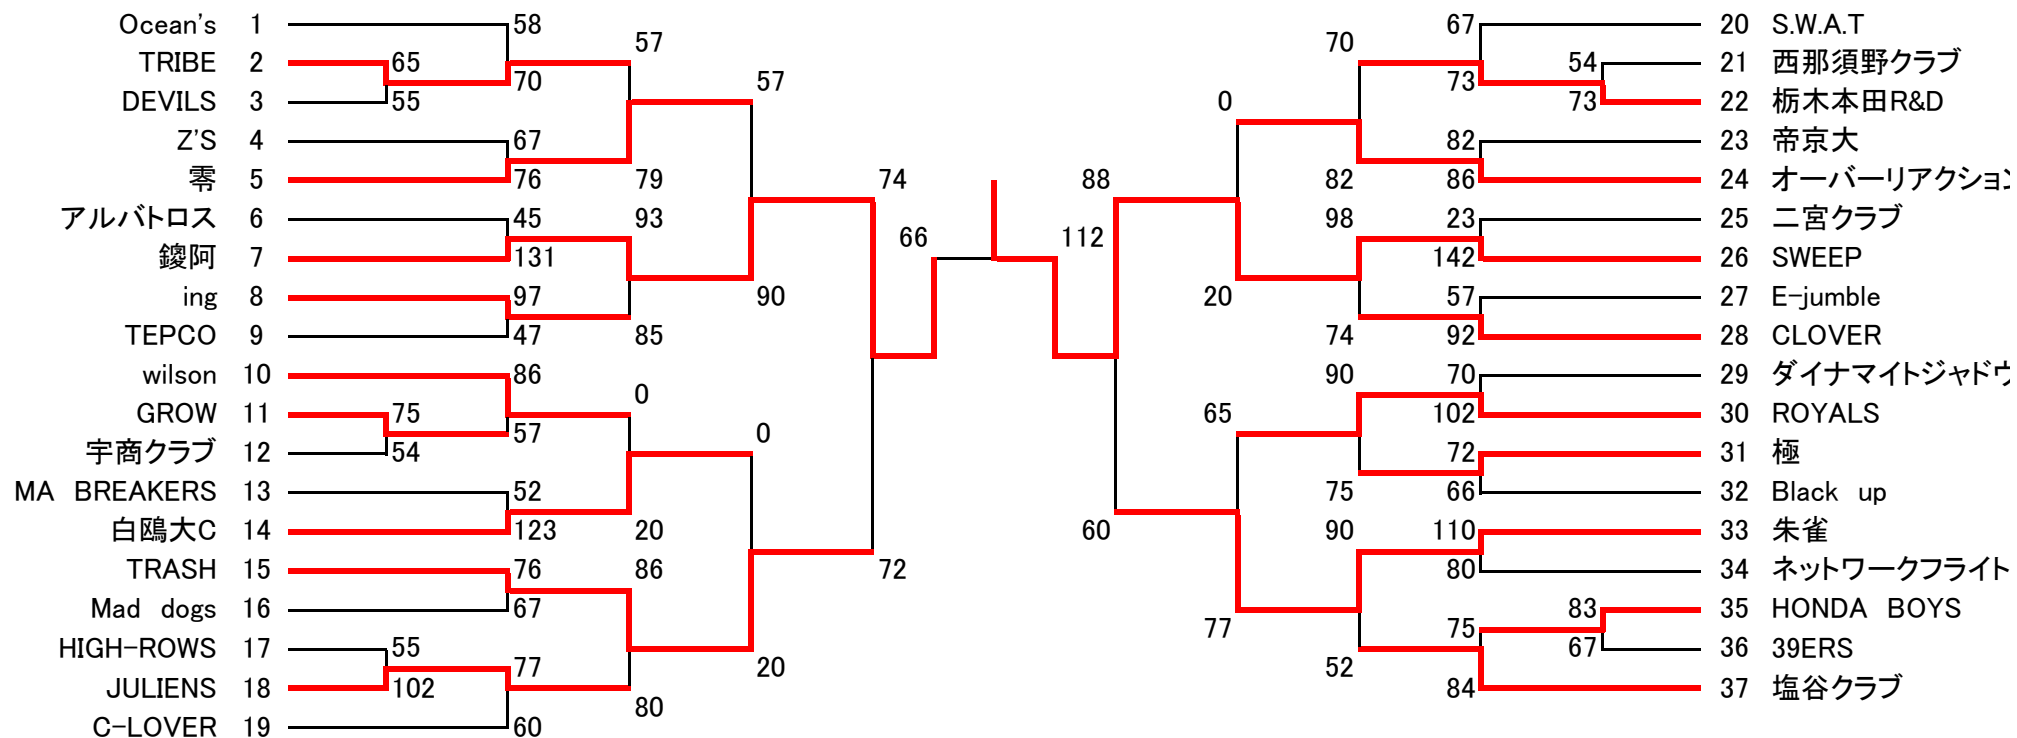 Ocean's 1 58 67 20 S.W.A.T
57 70
TRIBE 2 65 54 21 西那須野クラブ
70 57 73
DEVILS 3 55 0 73 22 栃木本田R&D
Z'S 4 67 82 23 帝京大
零 5 76 79 74 88 82 86 24 オーバーリアクション
アルバトロス 6 45 93 98 23 25 二宮クラブ
66 112
鑁阿 7 131 142 26 SWEEP
ing 8 97 90 20 57 27 E-jumble
TEPCO 9 47 85 74 92 28 CLOVER
wilson 10 86 90 70 29 ダイナマイトジャドウ
0
GROW 11 75 65 102 30 ROYALS
57 0
宇商クラブ 12 54 72 31 極
MA BREAKERS 13 52 75 66 32 Black up
白鴎大C 14 123 20 60 90 110 33 朱雀
TRASH 15 76 86 72 80 34 ネットワークフライト
Mad dogs 16 67 83 35 HONDA BOYS
77 75
HIGH-ROWS 17 55 67 36 39ERS
77 20 52
JULIENS 18 102 84 37 塩谷クラブ
80
C-LOVER 19 60